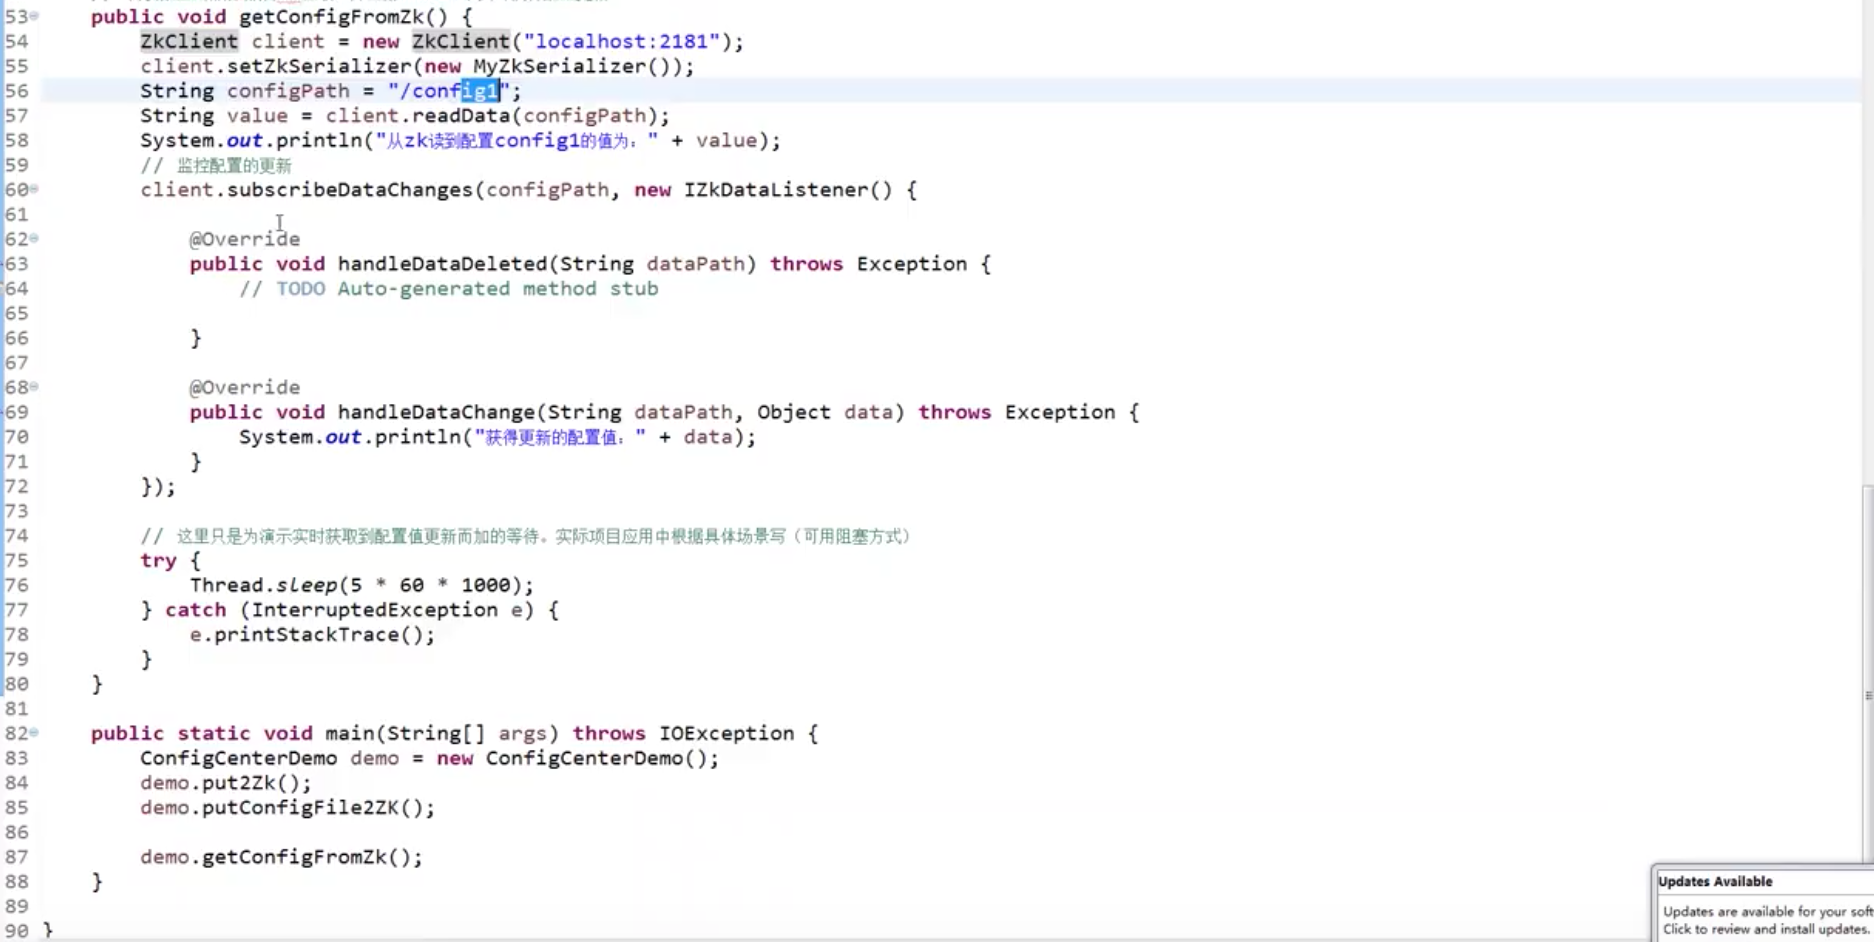 53 public void getConfigFromZk() {
54 ZkClient client = new ZkClient("localhost:2181");
55 client.setZkSerializer(new MyZkSerializer());
56 String configPath = "/config1";
57 String value = client.readData(configPath);
58 System.out.println("从zk读到配置config1的值为：" + value);
59 // 监控配置的更新
60 client.subscribeDataChanges(configPath, new IZkDataListener() {
61
62 @Override
63 public void handleDataDeleted(String dataPath) throws Exception {
64 // TODO Auto-generated method stub
65
66 }
67
68 @Override
69 public void handleDataChange(String dataPath, Object data) throws Exception {
70 System.out.println("获得更新的配置值：" + data);
71 }
72 });
73
74 // 这里只是为演示实时获取到配置值更新而加的等待。实际项目应用中根据具体场景写（可用阻塞方式）
75 try {
76 Thread.sleep(5 * 60 * 1000);
77 } catch (InterruptedException e) {
78 e.printStackTrace();
79 }
80 }
81
82 public static void main(String[] args) throws IOException {
83 ConfigCenterDemo demo = new ConfigCenterDemo();
84 demo.put2Zk();
85 demo.putConfigFile2ZK();
86
87 demo.getConfigFromZk();
88 }
89
90 }
Updates Available
Updates are available for your soft
Click to review and install updates.